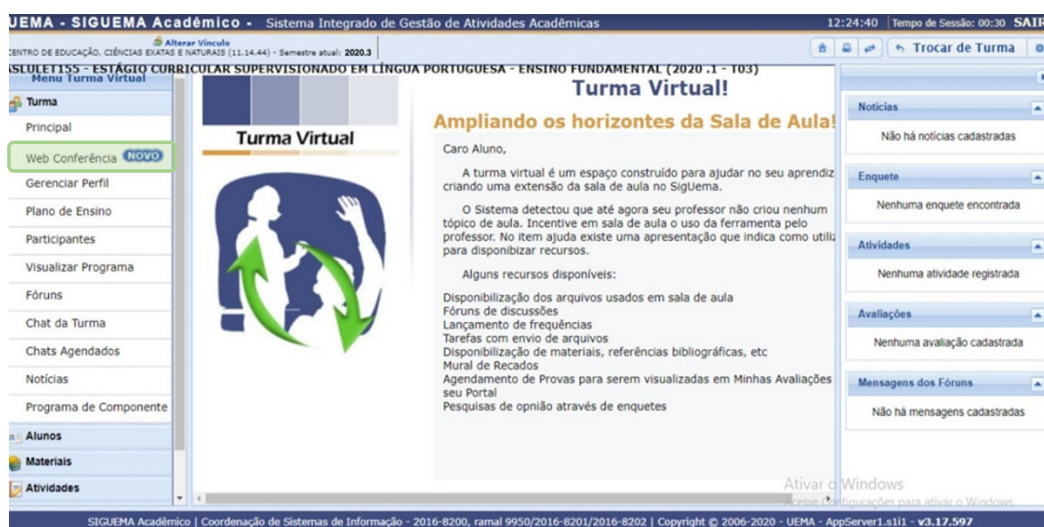 UEMA - SIGUEMA Acadêmico - Sistema Integrado de Gestão de Atividades Acadêmicas 12:24:40 Tempo de Sessão: 00:30 SAIR
Alterar Vínculo
CENTRO DE EDUCAÇÃO, CIÊNCIAS EXATAS E NATURAIS (11.14.44) - Semestre atual: 2020.3
Trocar de Turma
ASLULET155 - ESTÁGIO CURRICULAR SUPERVISIONADO EM LÍNGUA PORTUGUESA - ENSINO FUNDAMENTAL (2020 .1 - T03)
Menu Turma Virtual
Turma
Principal
Web Conferência NOVO
Gerenciar Perfil
Plano de Ensino
Participantes
Visualizar Programa
Fóruns
Chat da Turma
Chats Agendados
Notícias
Programa de Componente
Alunos
Materiais
Atividades
Turma Virtual
Turma Virtual!
Ampliando os horizontes da Sala de Aula!
Caro Aluno,
A turma virtual é um espaço construído para ajudar no seu aprendiz
criando uma extensão da sala de aula no SigUema.
O Sistema detectou que até agora seu professor não criou nenhum
tópico de aula. Incentive em sala de aula o uso da ferramenta pelo
professor. No item ajuda existe uma apresentação que indica como utiliz
para disponibizar recursos.
Alguns recursos disponíveis:
Disponibilização dos arquivos usados em sala de aula
Fóruns de discussões
Lançamento de frequências
Tarefas com envio de arquivos
Disponibilização de materiais, referências bibliográficas, etc
Mural de Recados
Agendamento de Provas para serem visualizadas em Minhas Avaliações
seu Portal
Pesquisas de opnião através de enquetes
Notícias
Não há notícias cadastradas
Enquete
Nenhuma enquete encontrada
Atividades
Nenhuma atividade registrada
Avaliações
Nenhuma avaliação cadastrada
Mensagens dos Fóruns
Não há mensagens cadastradas
Ativar o Windows
Acesse Configurações para ativar o Windows.
SIGUEMA Acadêmico | Coordenação de Sistemas de Informação - 2016-8200, ramal 9950/2016-8201/2016-8202 | Copyright © 2006-2020 - UEMA - AppServer1.s1i1 - v3.17.597